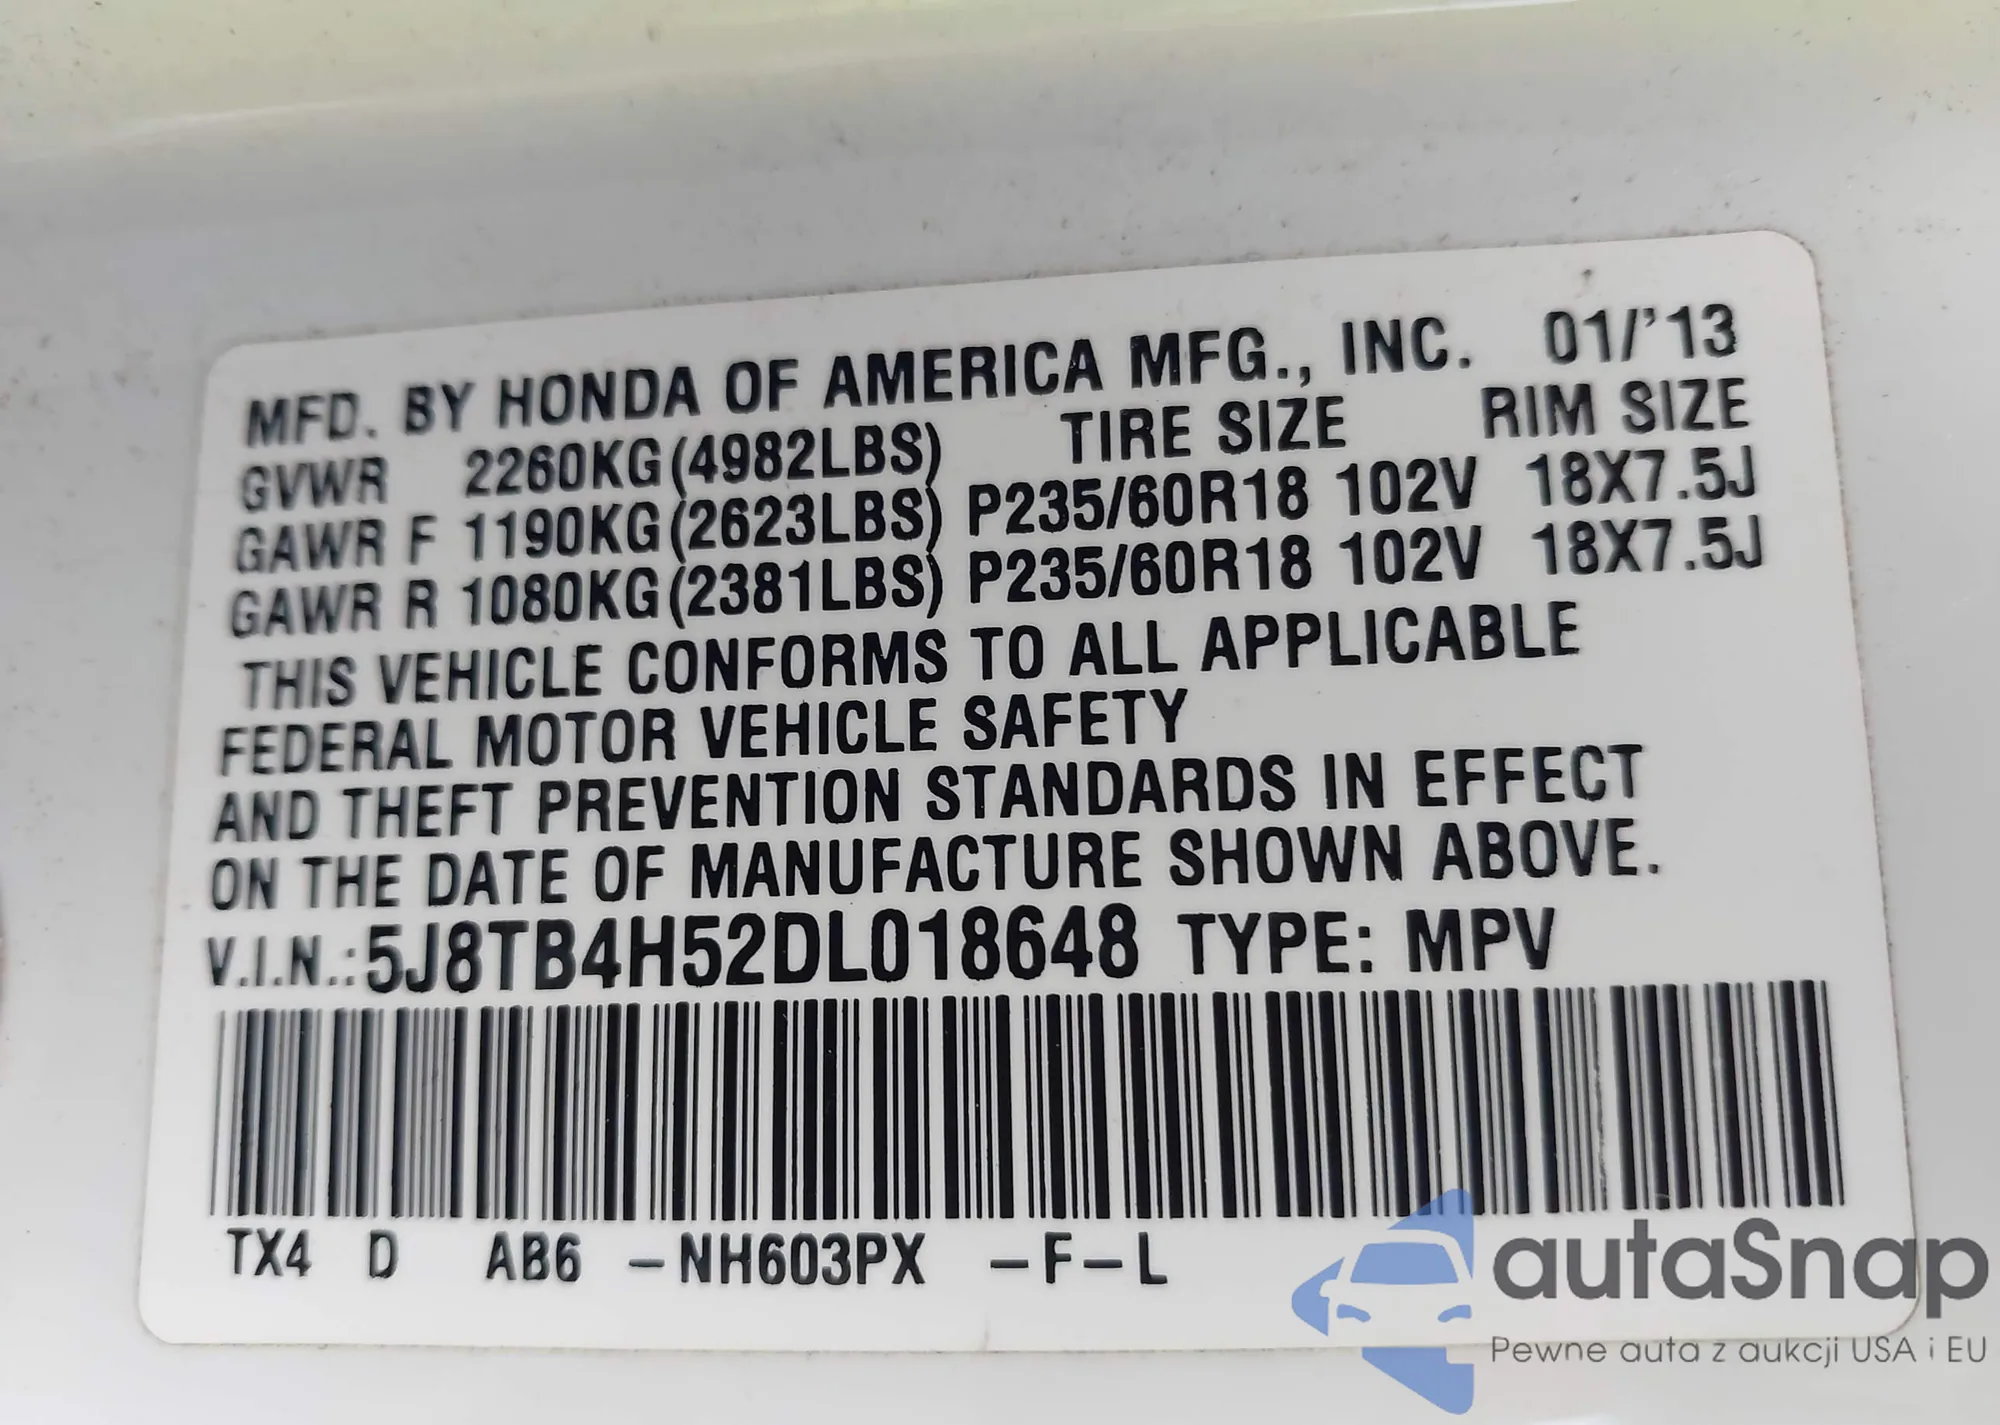 MFD. BY HONDA OF AMERICA MFG., INC. 01/'13
GVWR 2260KG(4982LBS) TIRE SIZE RIM SIZE
GAWR F 1190KG(2623LBS) P235/60R18 102V 18X7.5J
GAWR R 1080KG(2381LBS) P235/60R18 102V 18X7.5J
THIS VEHICLE CONFORMS TO ALL APPLICABLE
FEDERAL MOTOR VEHICLE SAFETY
AND THEFT PREVENTION STANDARDS IN EFFECT
ON THE DATE OF MANUFACTURE SHOWN ABOVE.
V.I.N.:5J8TB4H52DL018648 TYPE: MPV
TX4 D AB6 -NH603PX -F-L
autaSnap
Pewne auta z aukcji USA i EU